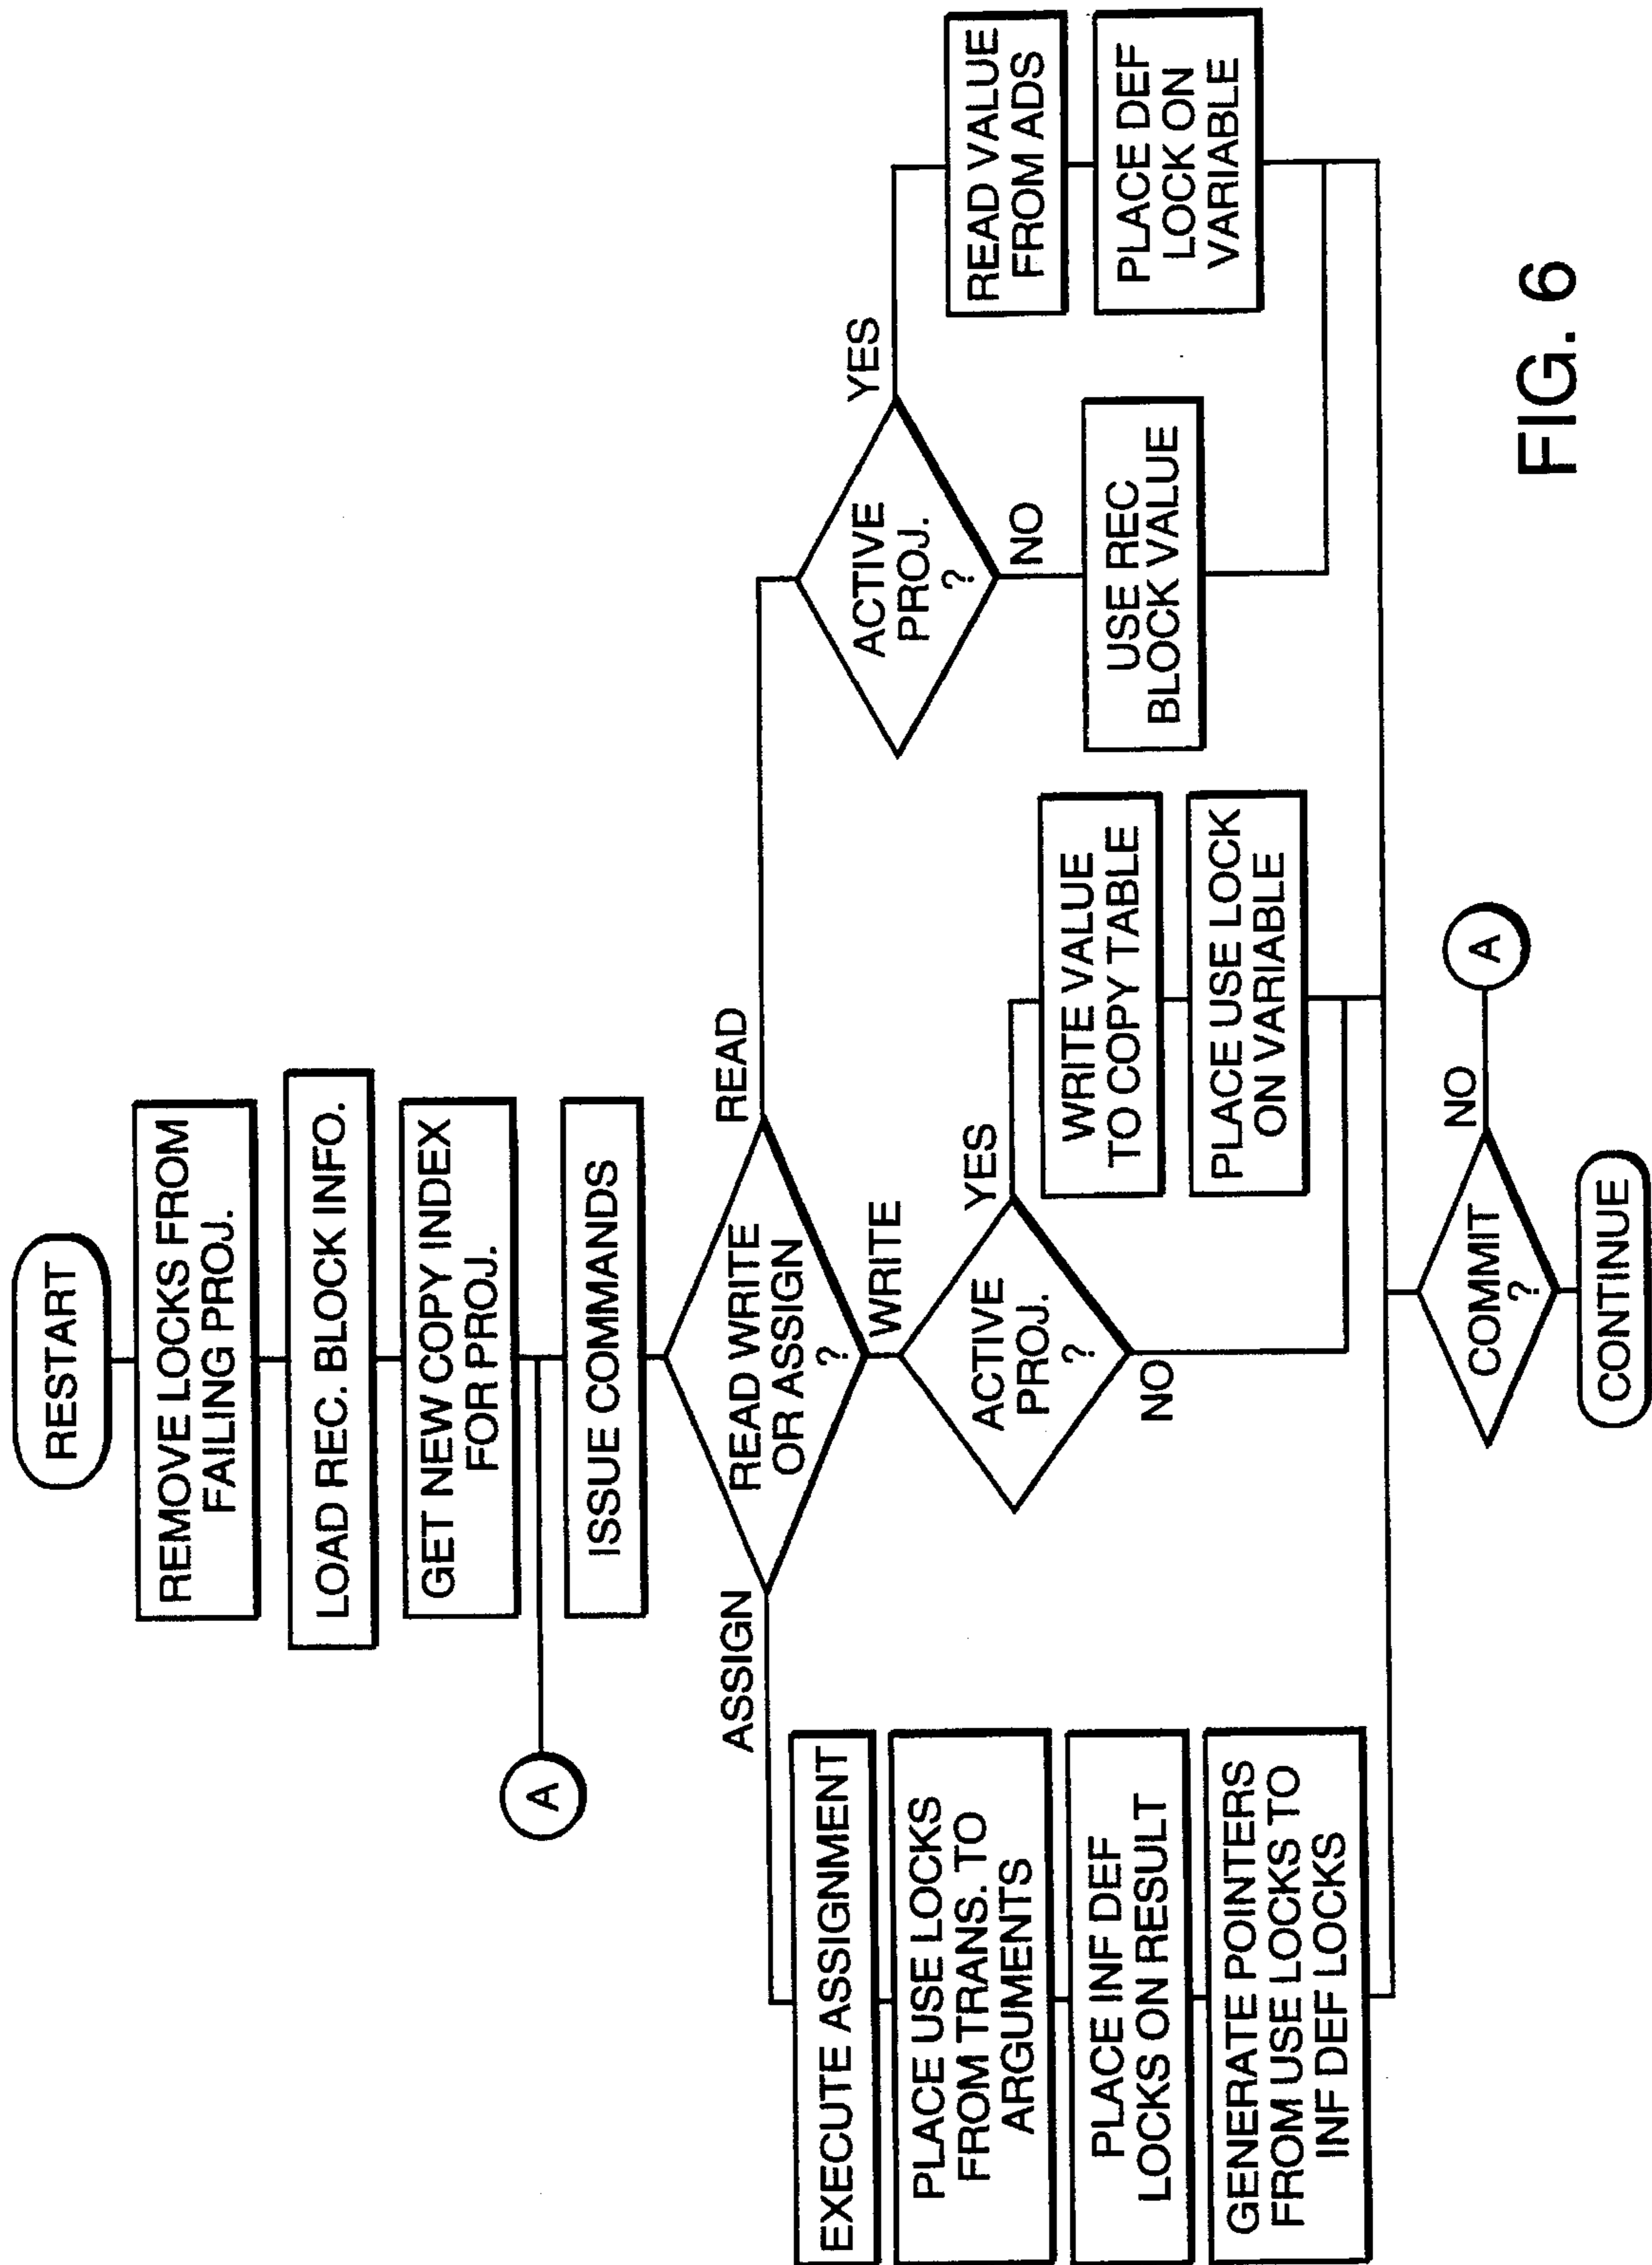 RESTART
REMOVE LOCKS FROM
FAILING PROJ.
LOAD REC. BLOCK INFO.
GET NEW COPY INDEX
FOR PROJ.
A
ISSUE COMMANDS
READ WRITE
OR ASSIGN
?
ASSIGN
WRITE
READ
EXECUTE ASSIGNMENT
PLACE USE LOCKS
FROM TRANS. TO
ARGUMENTS
PLACE INF DEF
LOCKS ON RESULT
GENERATE POINTERS
FROM USE LOCKS TO
INF DEF LOCKS
ACTIVE
PROJ.
?
YES
NO
WRITE VALUE
TO COPY TABLE
PLACE USE LOCK
ON VARIABLE
ACTIVE
PROJ.
?
YES
NO
USE REC
BLOCK VALUE
READ VALUE
FROM ADS
PLACE DEF
LOCK ON
VARIABLE
COMMIT
?
NO
A
CONTINUE
FIG. 6